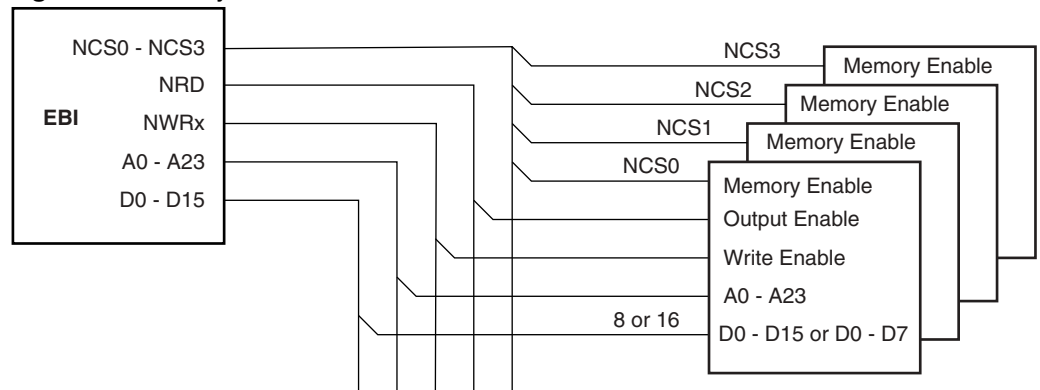 NCS0 - NCS3
NRD
EBI
NWRx
A0 - A23
D0 - D15
NCS3
Memory Enable
NCS2
Memory Enable
NCS1
Memory Enable
NCS0
Memory Enable
Output Enable
Write Enable
A0 - A23
8 or 16
D0 - D15 or D0 - D7